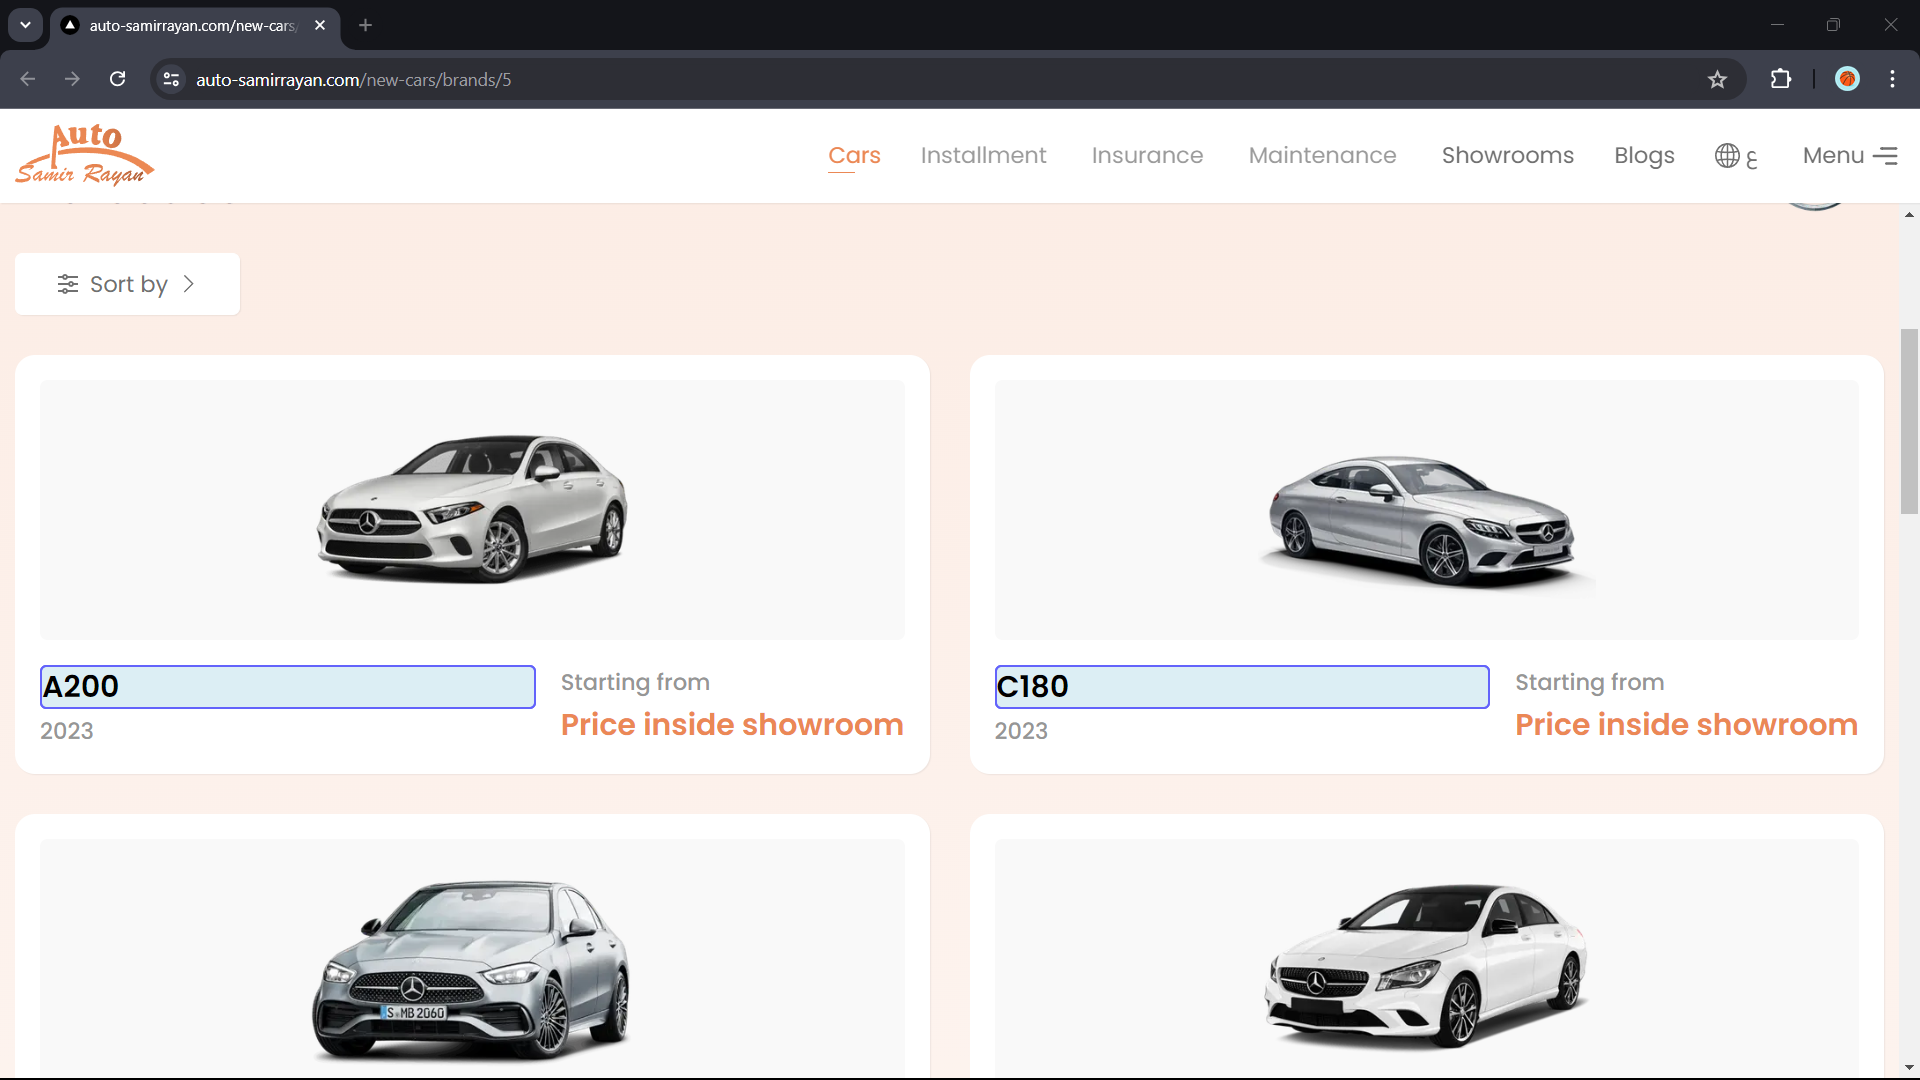 auto-samirrayan.com/new-cars/
auto-samirrayan.com/new-cars/brands/5
Auto
Samir Rayan
Cars
Installment
Insurance
Maintenance
Showrooms
Blogs
ع
Menu
Sort by
A200
2023
Starting from
Price inside showroom
C180
2023
Starting from
Price inside showroom
S MB 2060